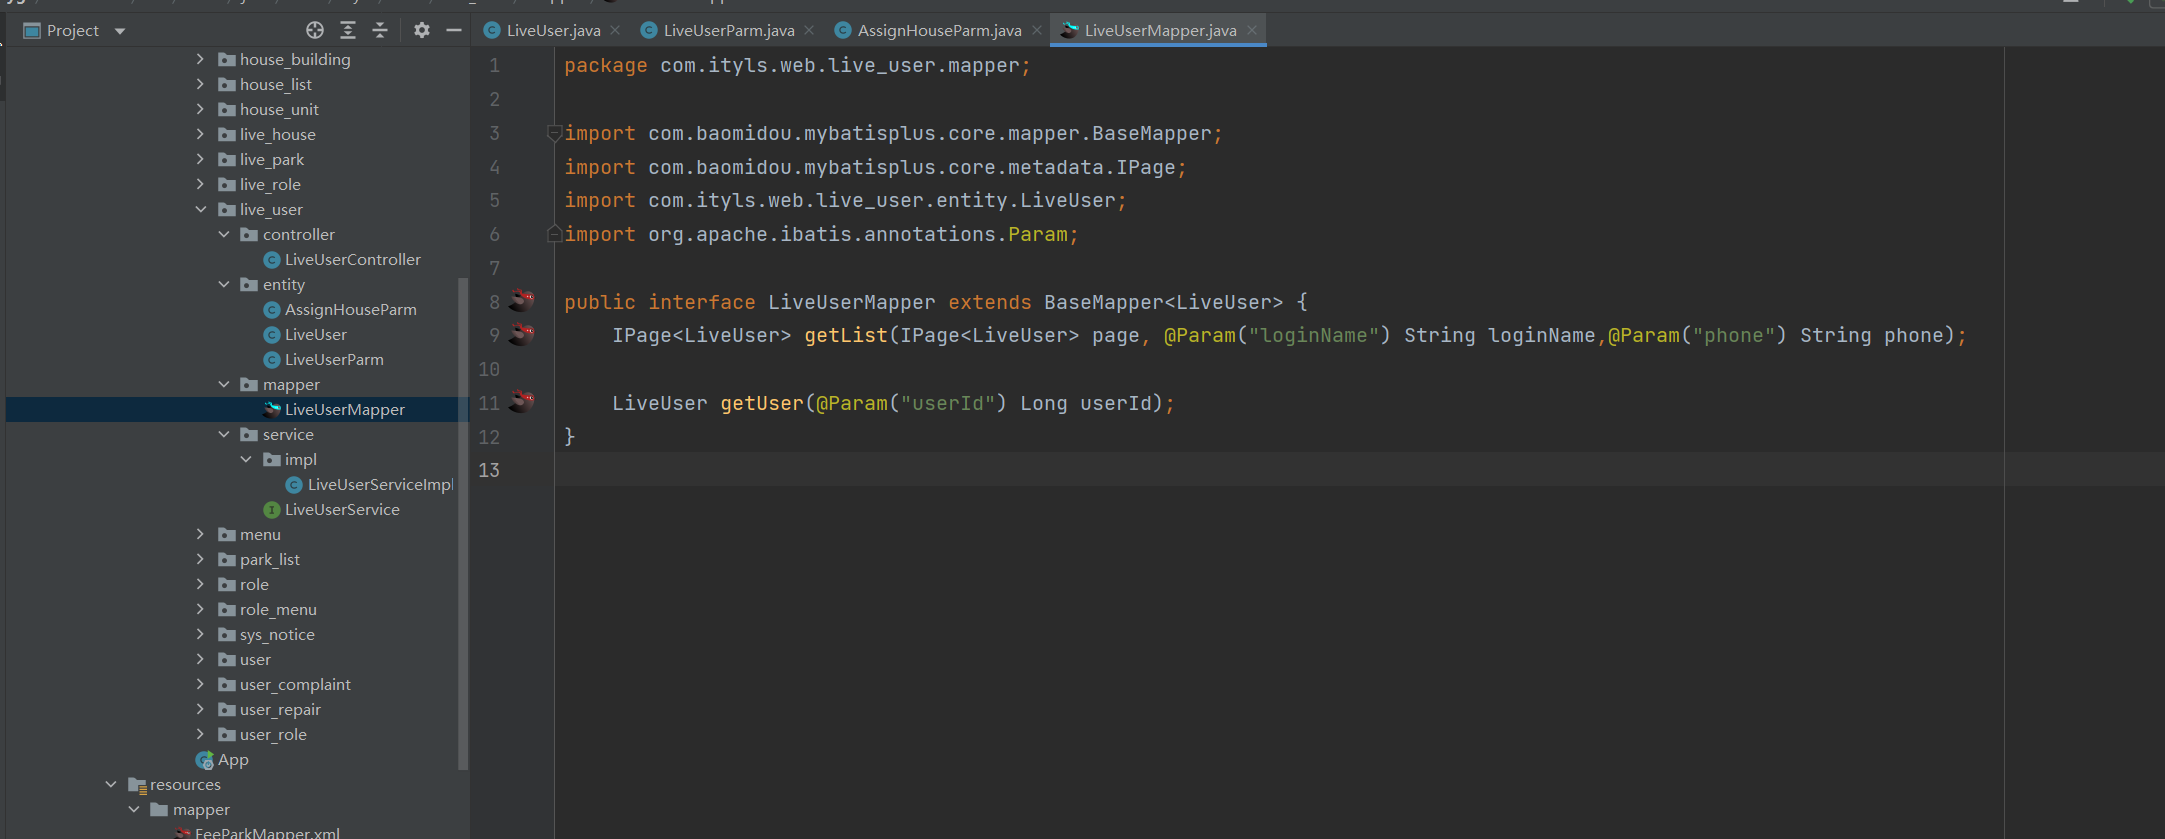 Project
house_building
house_list
house_unit
live_house
live_park
live_role
live_user
controller
LiveUserController
entity
AssignHouseParm
LiveUser
LiveUserParm
mapper
LiveUserMapper
service
impl
LiveUserServiceImpl
LiveUserService
menu
park_list
role
role_menu
sys_notice
user
user_complaint
user_repair
user_role
App
resources
mapper
FeeParkMapper.xml
LiveUser.java LiveUserParm.java AssignHouseParm.java LiveUserMapper.java
1 package com.ityls.web.live_user.mapper;
2
3 import com.baomidou.mybatisplus.core.mapper.BaseMapper;
4 import com.baomidou.mybatisplus.core.metadata.IPage;
5 import com.ityls.web.live_user.entity.LiveUser;
6 import org.apache.ibatis.annotations.Param;
7
8 public interface LiveUserMapper extends BaseMapper<LiveUser> {
9 IPage<LiveUser> getList(IPage<LiveUser> page, @Param("loginName") String loginName,@Param("phone") String phone);
10
11 LiveUser getUser(@Param("userId") Long userId);
12 }
13